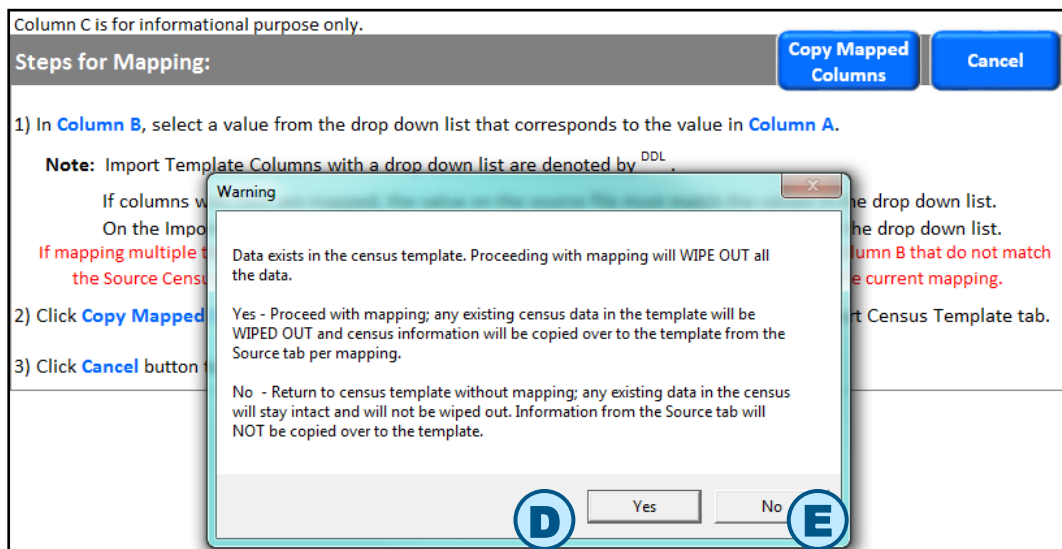 Column C is for informational purpose only.
Steps for Mapping:
Copy Mapped
Columns
Cancel
1) In Column B, select a value from the drop down list that corresponds to the value in Column A.
Note: Import Template Columns with a drop down list are denoted by DDL.
If columns he drop down list.
On the Impo he drop down list.
If mapping multiple t lumn B that do not match
the Source Censu e current mapping.
2) Click Copy Mapped rt Census Template tab.
3) Click Cancel button
Warning
Data exists in the census template. Proceeding with mapping will WIPE OUT all
the data.
Yes - Proceed with mapping; any existing census data in the template will be
WIPED OUT and census information will be copied over to the template from the
Source tab per mapping.
No - Return to census template without mapping; any existing data in the census
will stay intact and will not be wiped out. Information from the Source tab will
NOT be copied over to the template.
D
Yes
No
E